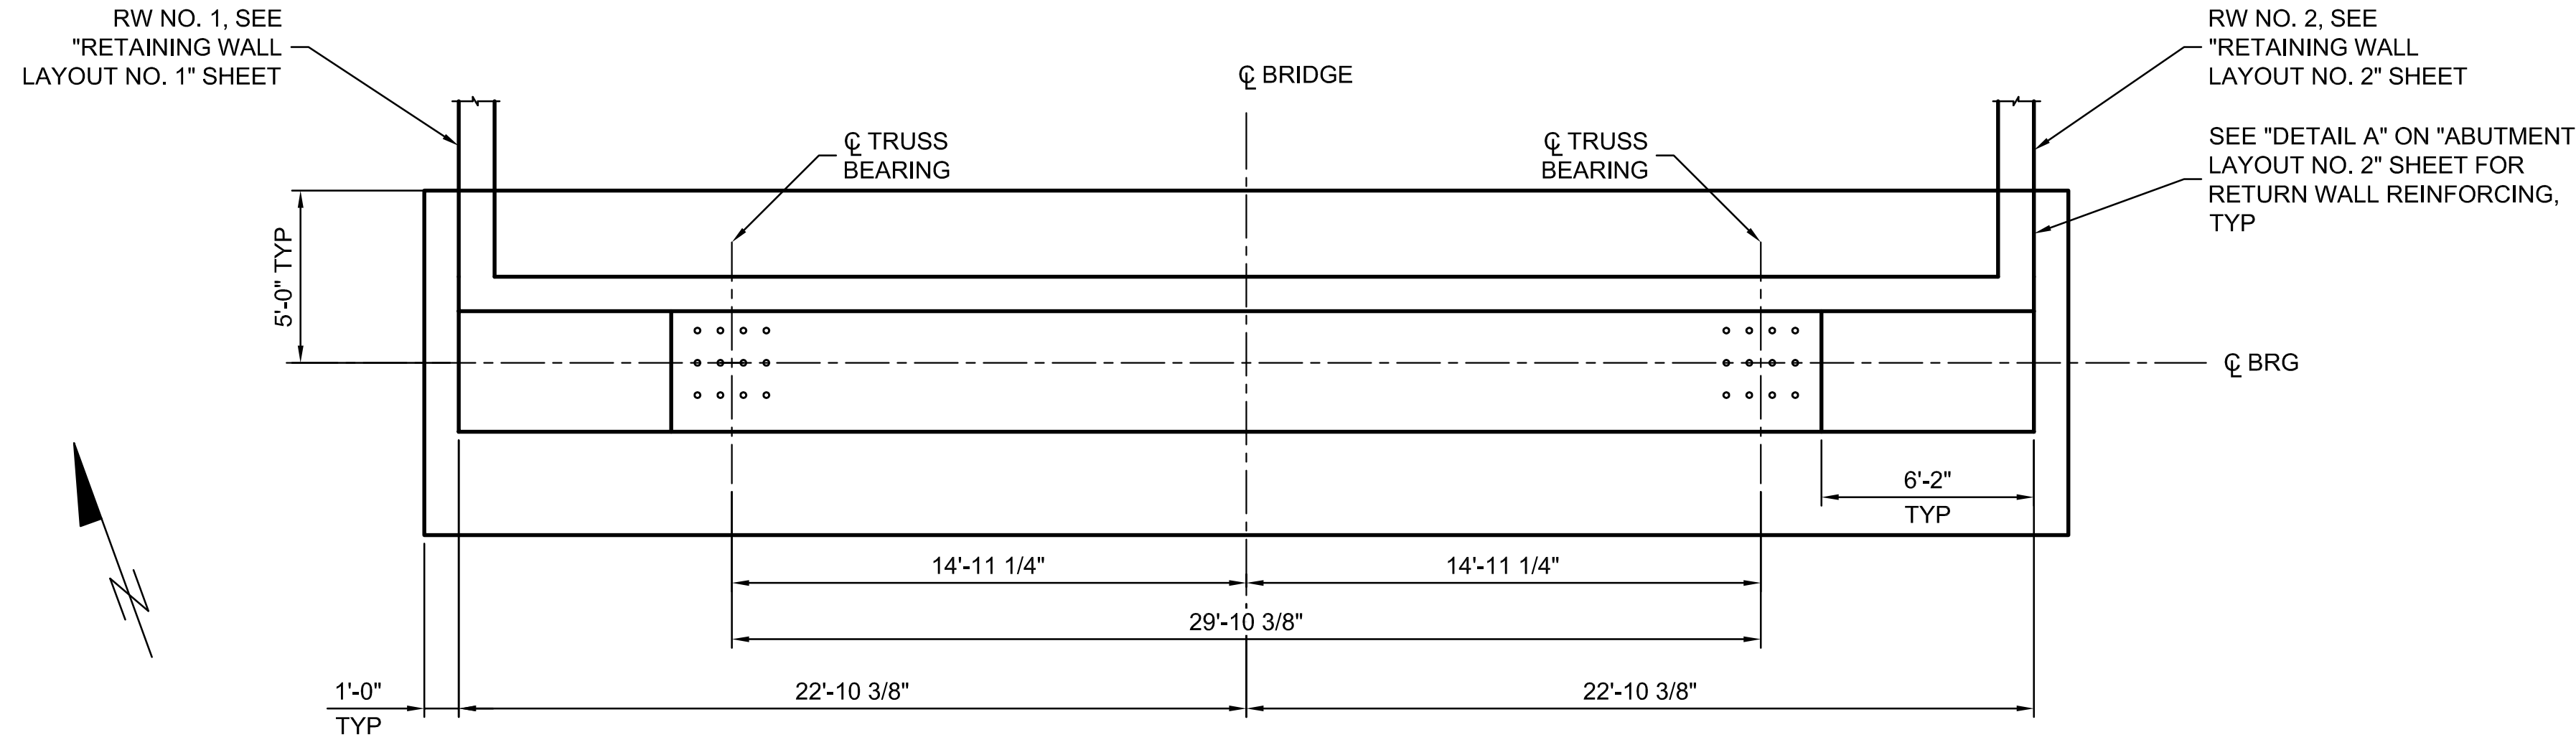 RW NO. 1, SEE
"RETAINING WALL
LAYOUT NO. 1" SHEET
RW NO. 2, SEE
"RETAINING WALL
LAYOUT NO. 2" SHEET
℄ BRIDGE
℄ TRUSS
BEARING
℄ TRUSS
BEARING
SEE "DETAIL A" ON "ABUTMENT
LAYOUT NO. 2" SHEET FOR
RETURN WALL REINFORCING,
TYP
5'-0" TYP
℄ BRG
6'-2"
TYP
14'-11 1/4"
14'-11 1/4"
29'-10 3/8"
1'-0"
TYP
22'-10 3/8"
22'-10 3/8"
N